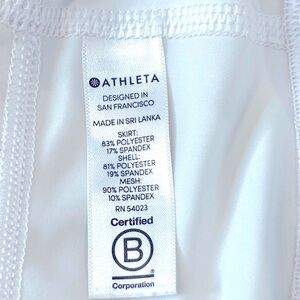 ATHLETA
DESIGNED IN
SAN FRANCISCO
MADE IN SRI LANKA
SKIRT:
83% POLYESTER
17% SPANDEX
SHELL:
81% POLYESTER
19% SPANDEX
MESH:
90% POLYESTER
10% SPANDEX
RN 54023
Certified
B
Corporation